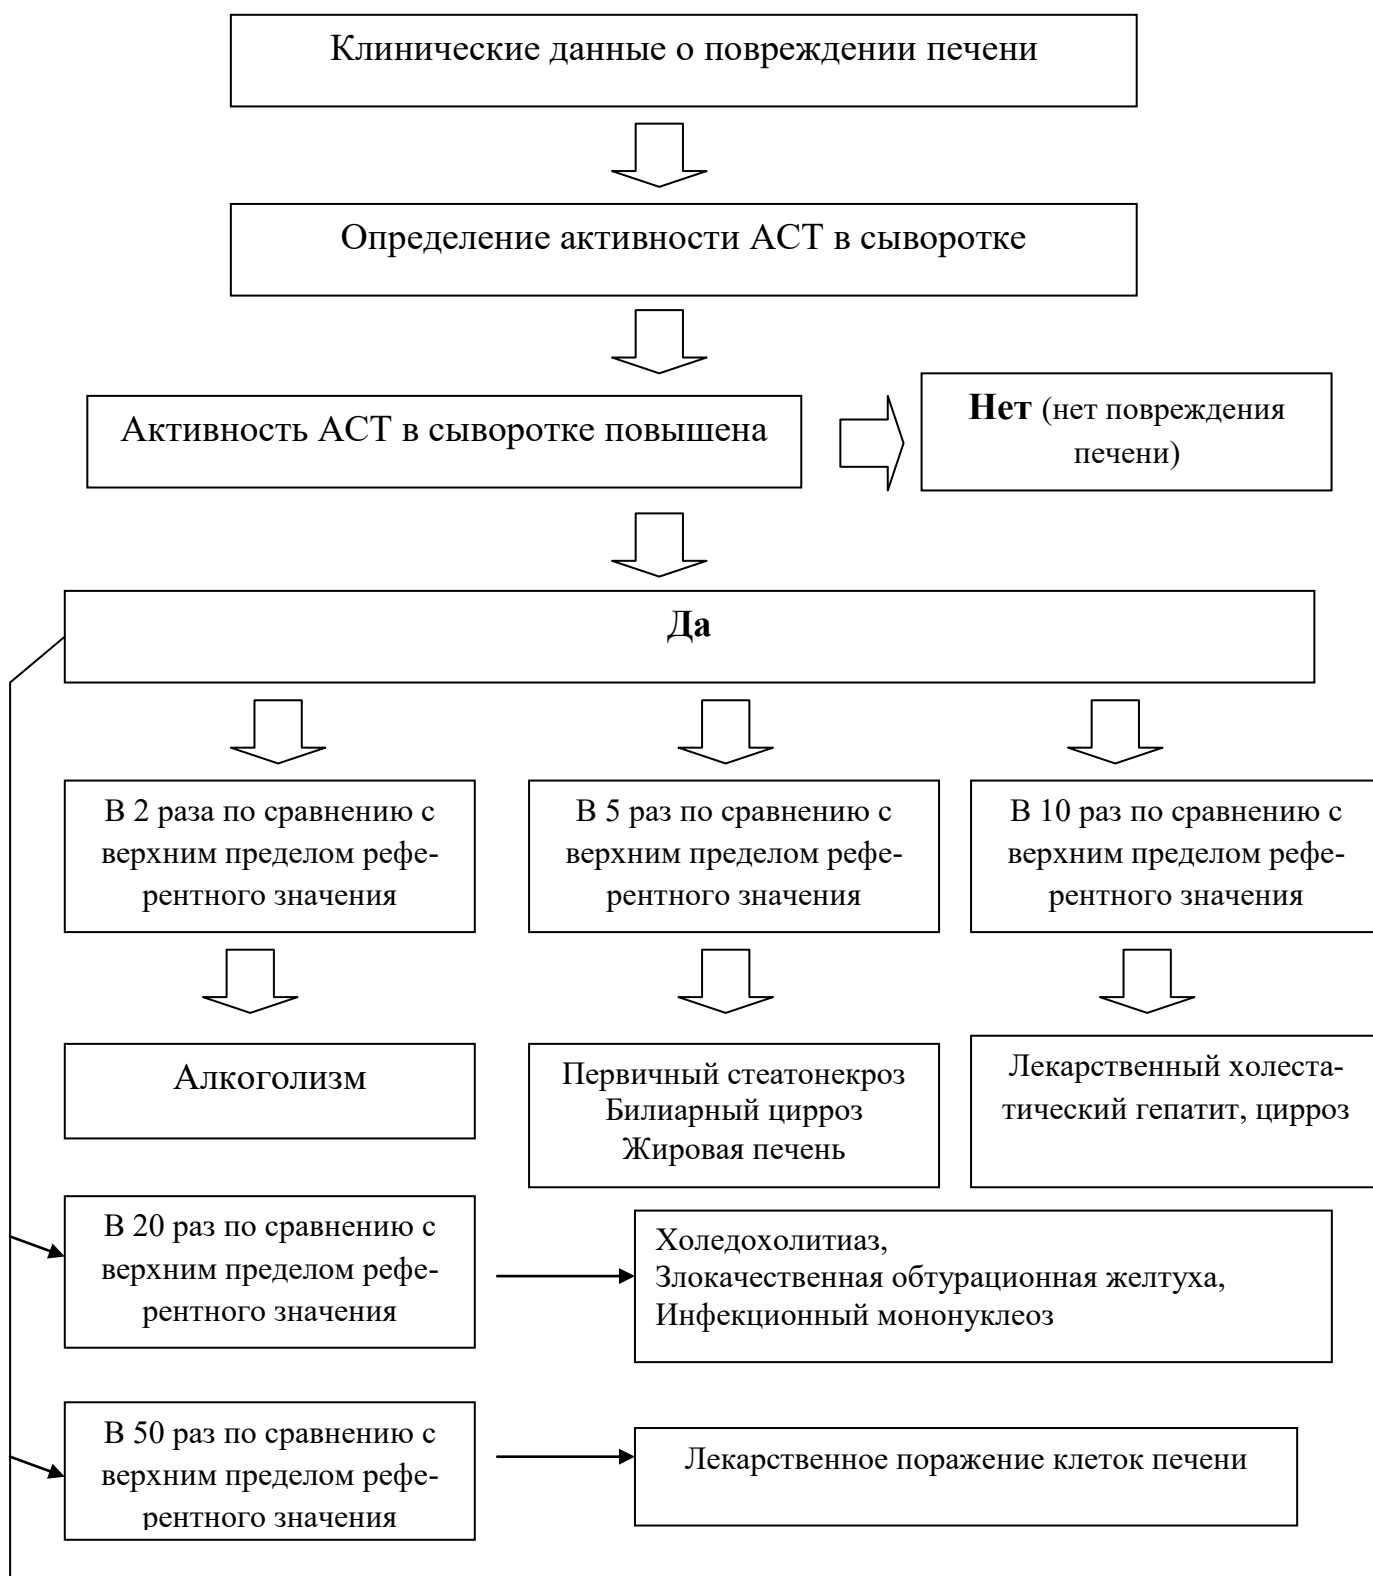 Клинические данные о повреждении печени
Определение активности АСТ в сыворотке
Активность АСТ в сыворотке повышена
Нет (нет повреждения
печени)
Да
В 2 раза по сравнению с
верхним пределом рефе-
рентного значения
В 5 раз по сравнению с
верхним пределом рефе-
рентного значения
В 10 раз по сравнению с
верхним пределом рефе-
рентного значения
Алкоголизм
Первичный стеатонекроз
Билиарный цирроз
Жировая печень
Лекарственный холеста-
тический гепатит, цирроз
В 20 раз по сравнению с
верхним пределом рефе-
рентного значения
Холедохолитиаз,
Злокачественная обтурационная желтуха,
Инфекционный мононуклеоз
В 50 раз по сравнению с
верхним пределом рефе-
рентного значения
Лекарственное поражение клеток печени